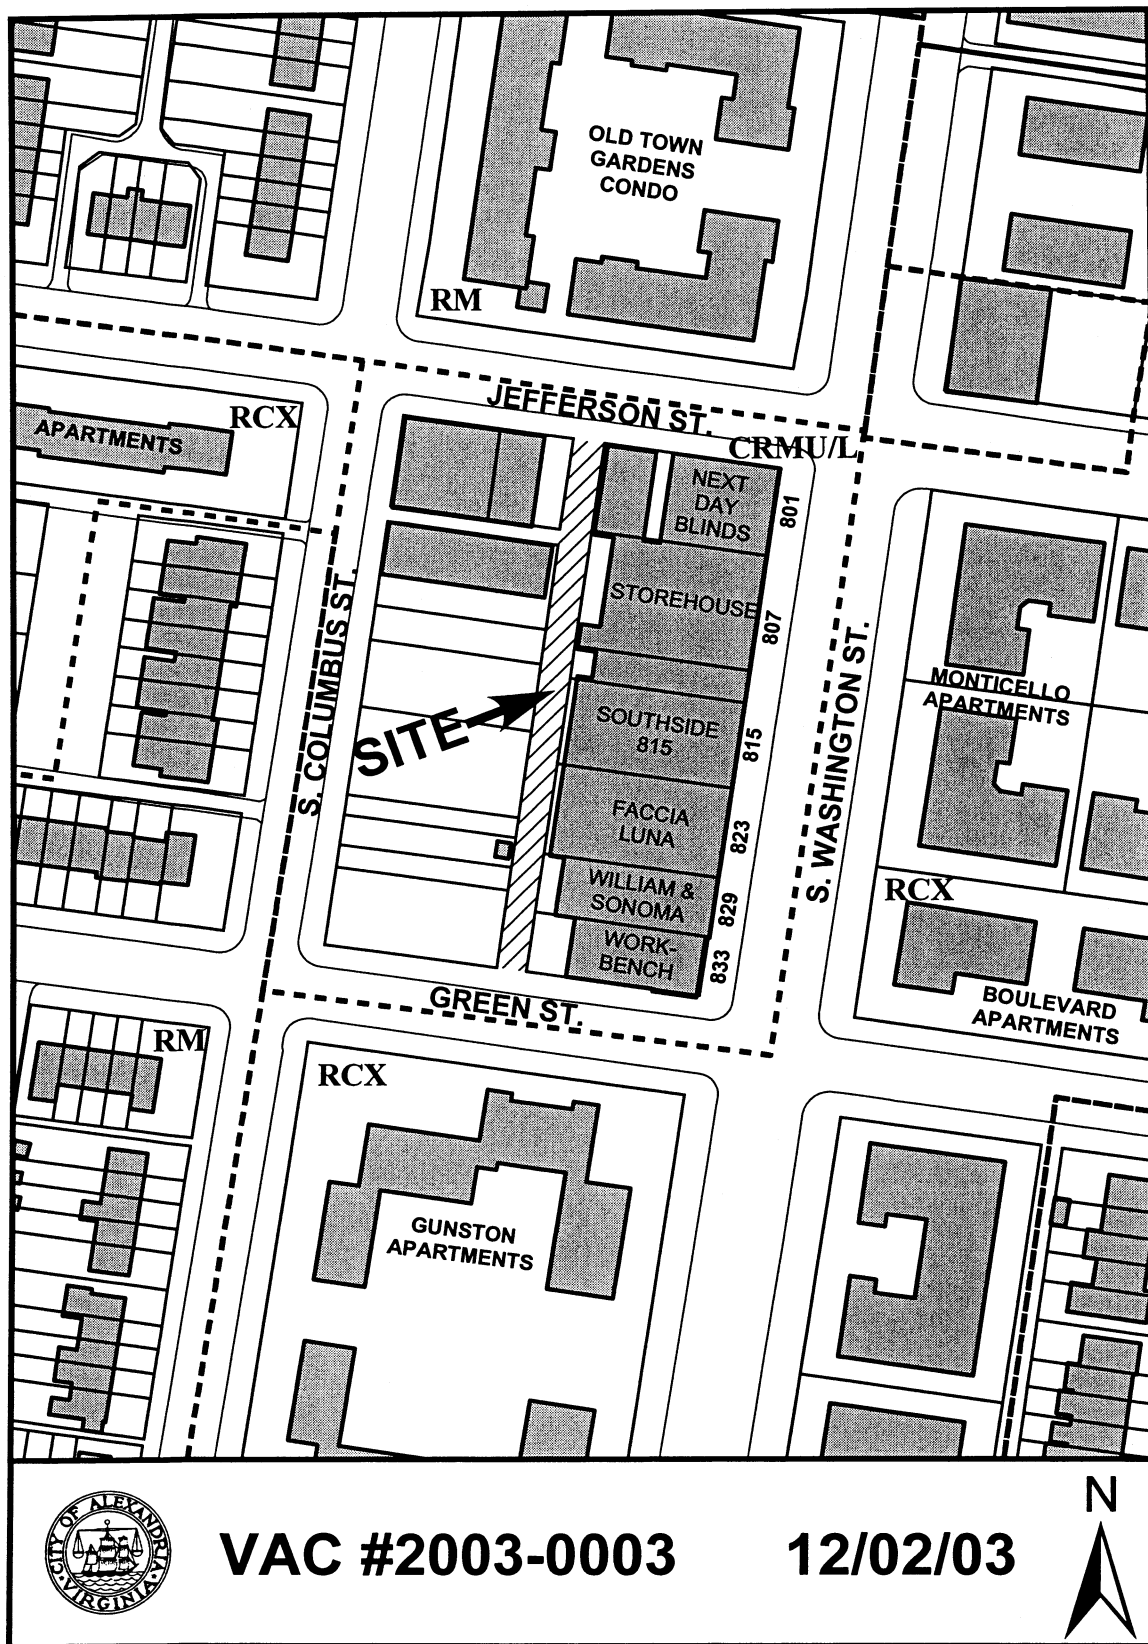 OLD TOWN
GARDENS
CONDO
RM
JEFFERSON ST.
RCX
APARTMENTS
CRMU/L
NEXT
DAY
BLINDS
801
STOREHOUSE
807
S. COLUMBUS ST.
SITE
SOUTHSIDE
815
815
S. WASHINGTON ST.
MONTICELLO
APARTMENTS
FACCIA
LUNA
823
WILLIAM &
SONOMA
829
RCX
WORK-
BENCH
833
GREEN ST.
BOULEVARD
APARTMENTS
RM
RCX
GUNSTON
APARTMENTS
CITY OF ALEXANDRIA
VIRGINIA
VAC #2003-0003
12/02/03
N